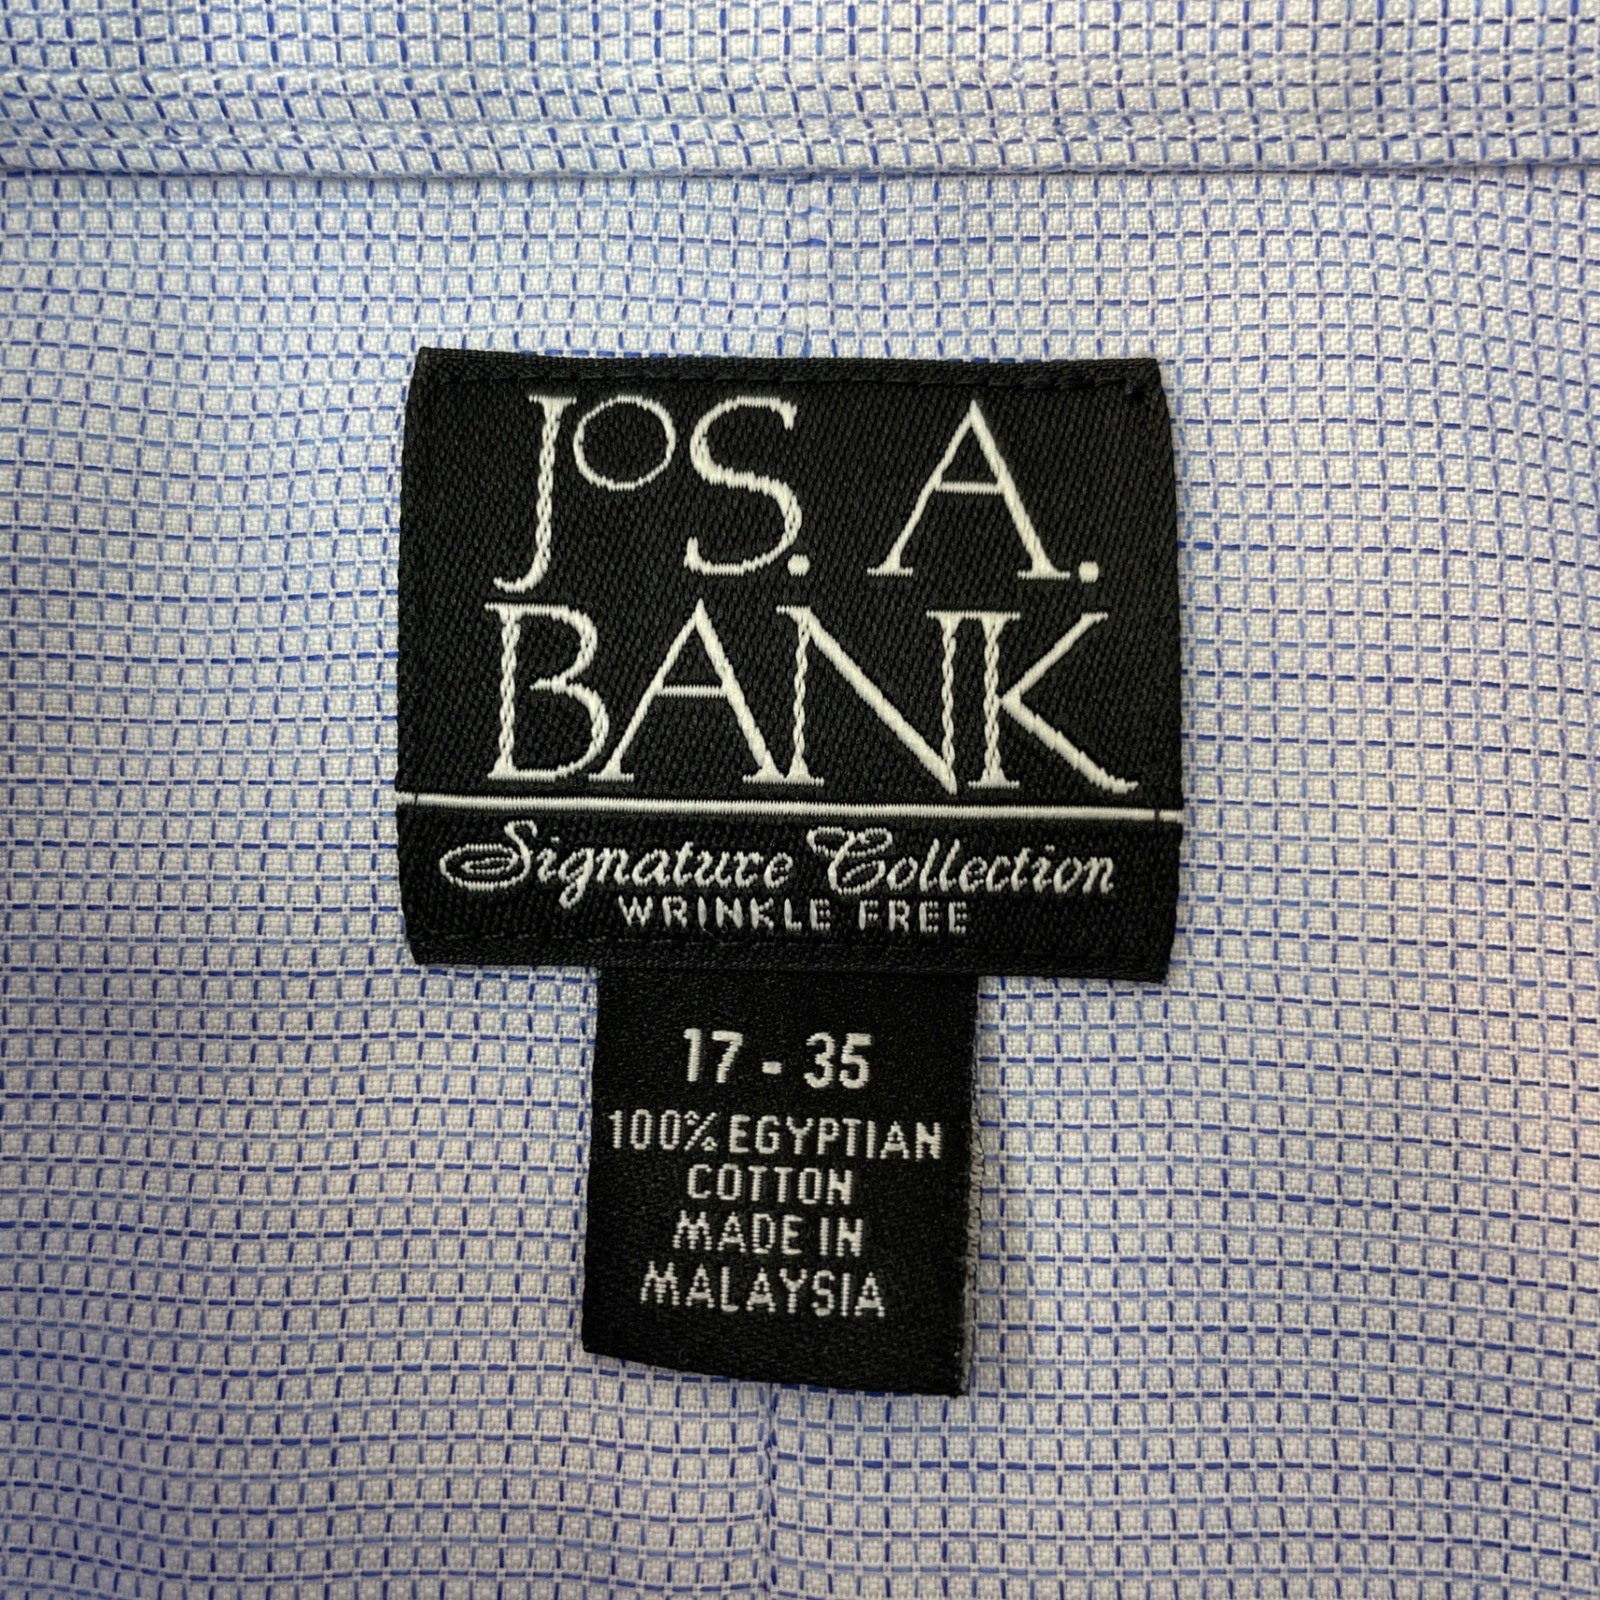 JOS. A.
BANK
Signature Collection
WRINKLE FREE
17 - 35
100% EGYPTIAN
COTTON
MADE IN
MALAYSIA